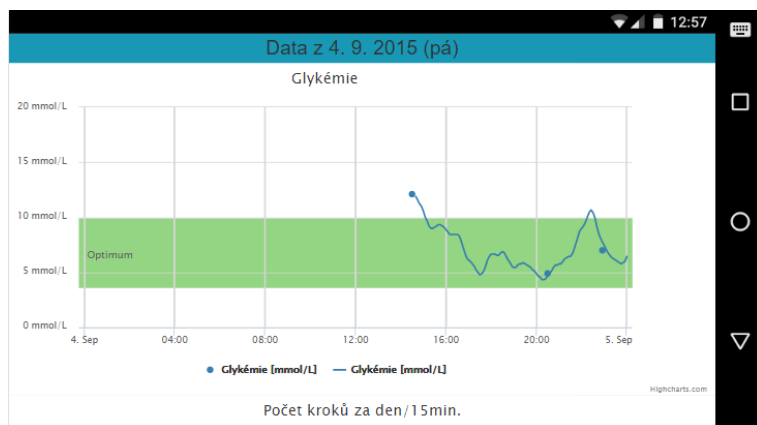 12:57
Data z 4. 9. 2015 (pá)
Glykémie
20 mmol/L
15 mmol/L
10 mmol/L
Optimum
5 mmol/L
0 mmol/L
4. Sep 04:00 08:00 12:00 16:00 20:00 5. Sep
Glykémie [mmol/L] Glykémie [mmol/L]
Highcharts.com
Počet kroků za den/15min.